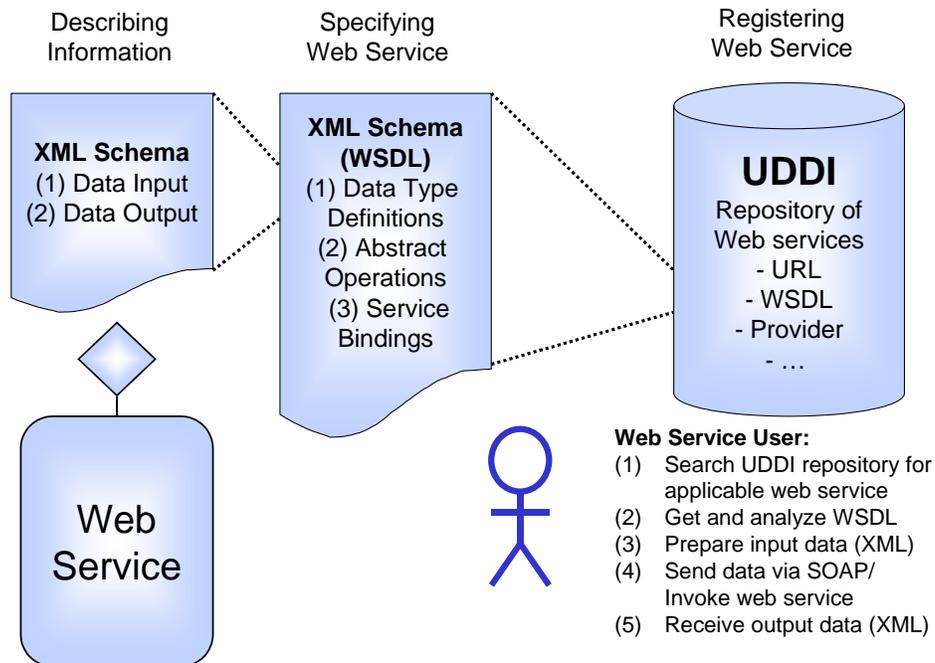 Describing
Information
Specifying
Web Service
Registering
Web Service
XML Schema
(1) Data Input
(2) Data Output
XML Schema
(WSDL)
(1) Data Type
Definitions
(2) Abstract
Operations
(3) Service
Bindings
UDDI
Repository of
Web services
- URL
- WSDL
- Provider
- …
Web
Service
Web Service User:
(1) Search UDDI repository for
applicable web service
(2) Get and analyze WSDL
(3) Prepare input data (XML)
(4) Send data via SOAP/
Invoke web service
(5) Receive output data (XML)